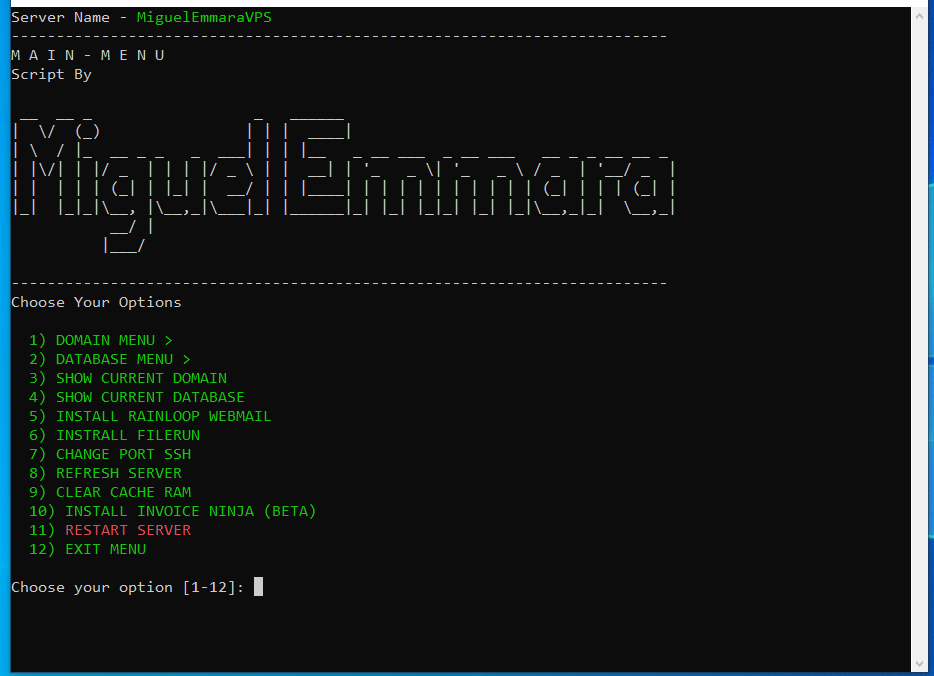 Server Name - MiguelEmmaraVPS
-------------------------------------------------------------------------
M A I N - M E N U
Script By
MiguelEmmara
-------------------------------------------------------------------------
Choose Your Options
1) DOMAIN MENU >
2) DATABASE MENU >
3) SHOW CURRENT DOMAIN
4) SHOW CURRENT DATABASE
5) INSTALL RAINLOOP WEBMAIL
6) INSTRALL FILERUN
7) CHANGE PORT SSH
8) REFRESH SERVER
9) CLEAR CACHE RAM
10) INSTALL INVOICE NINJA (BETA)
11) RESTART SERVER
12) EXIT MENU
Choose your option [1-12]: